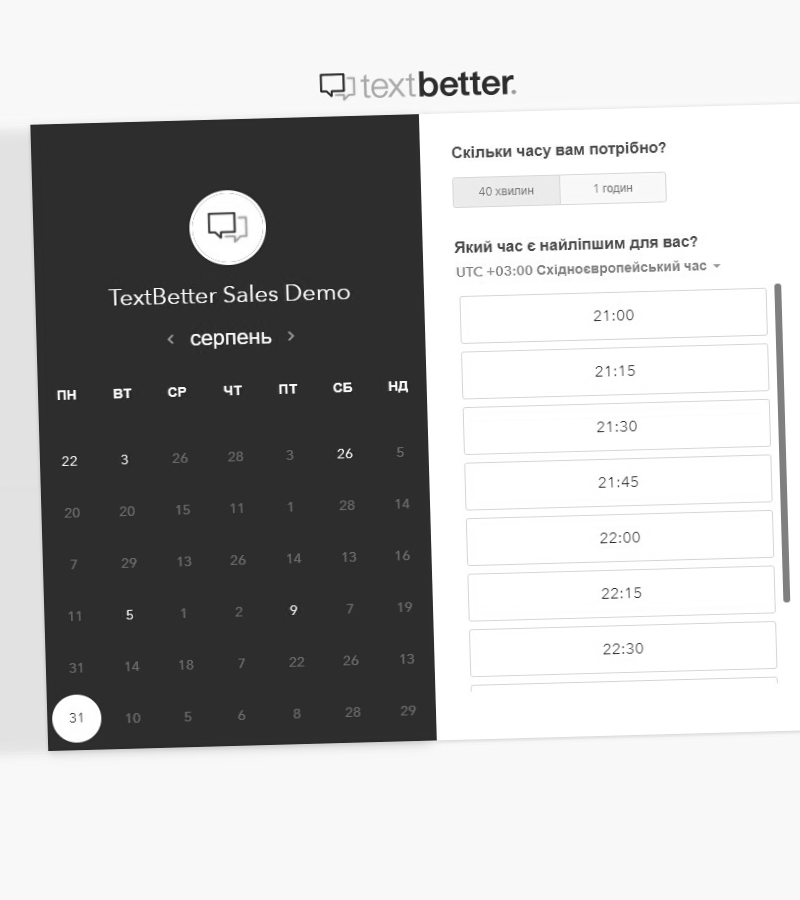 textbetter.
TextBetter Sales Demo
серпень
ПН ВТ СР ЧТ ПТ СБ НД
22 3 26 28 3 26 5
20 20 15 11 1 28 14
7 29 13 26 14 13 16
11 5 1 2 9 7 19
31 14 18 7 22 26 13
31 10 5 6 8 28 29
Скільки часу вам потрібно?
40 хвилин 1 годин
Який час є найліпшим для вас?
UTC +03:00 Східноєвропейський час
21:00
21:15
21:30
21:45
22:00
22:15
22:30